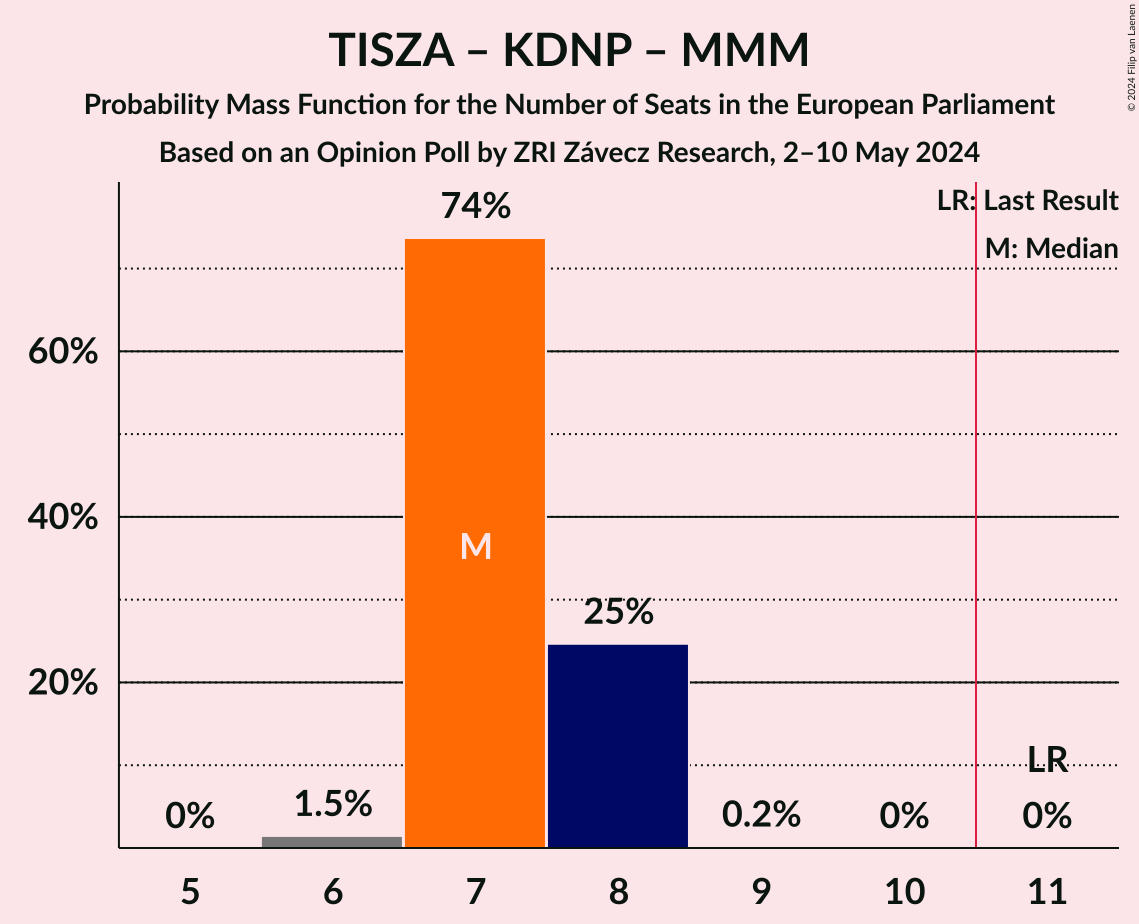 TISZA – KDNP – MMM
Probability Mass Function for the Number of Seats in the European Parliament
Based on an Opinion Poll by ZRI Závecz Research, 2–10 May 2024
© 2024 Filip van Laenen
LR: Last Result
M: Median
74%
60%
M
40%
25%
20%
LR
0%
1.5%
0.2%
0%
0%
5 6 7 8 9 10 11